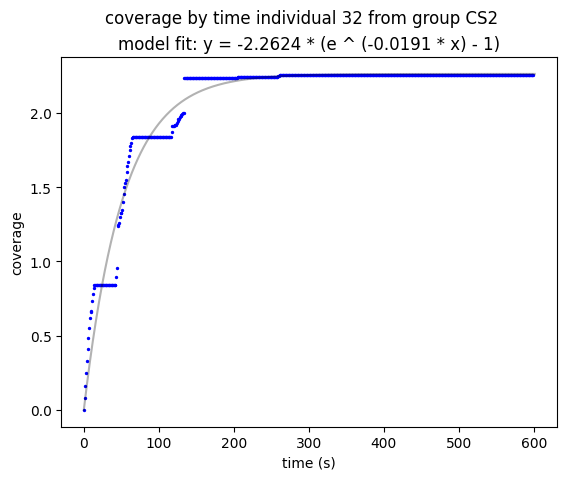 coverage by time individual 32 from group CS2
model fit: y = -2.2624 * (e ^ (-0.0191 * x) - 1)
2.0
1.5
1.0
0.5
0.0
coverage
0 100 200 300 400 500 600
time (s)